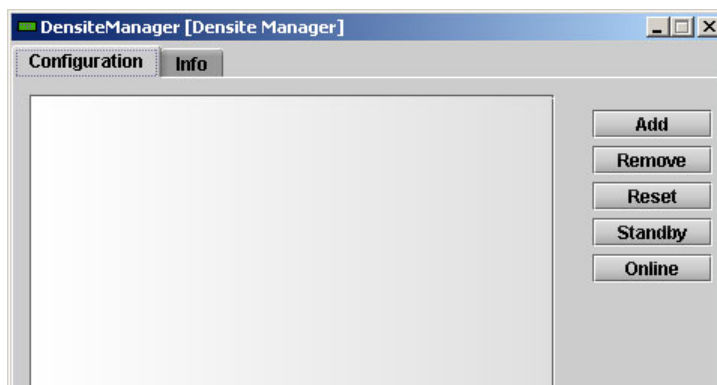 DensiteManager [Densite Manager]
Configuration Info
Add
Remove
Reset
Standby
Online